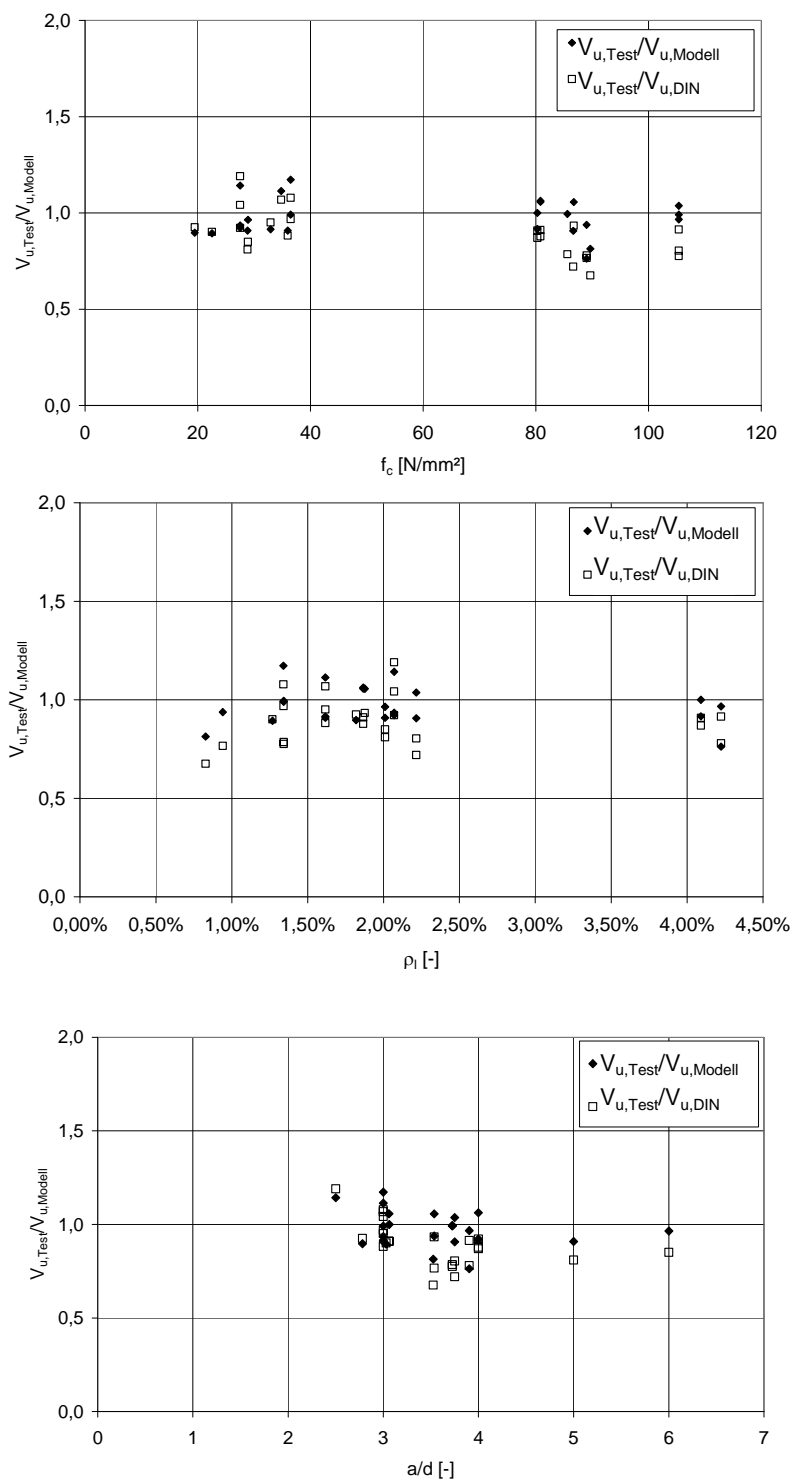 2,0
V_u,Test/V_u,Modell
V_u,Test/V_u,DIN
1,5
1,0
0,5
0,0
V_u,Test/V_u,Modell
0 20 40 60 80 100 120
f_c [N/mm²]
2,0
V_u,Test/V_u,Modell
V_u,Test/V_u,DIN
1,5
1,0
0,5
0,0
V_u,Test/V_u,Modell
0,00% 0,50% 1,00% 1,50% 2,00% 2,50% 3,00% 3,50% 4,00% 4,50%
ρ_l [-]
2,0
V_u,Test/V_u,Modell
V_u,Test/V_u,DIN
1,5
1,0
0,5
0,0
V_u,Test/V_u,Modell
0 1 2 3 4 5 6 7
a/d [-]